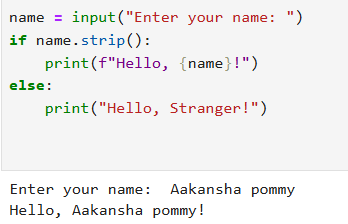 name = input("Enter your name: ")
if name.strip():
    print(f"Hello, {name}!")
else:
    print("Hello, Stranger!")
Enter your name:  Aakansha pommy
Hello, Aakansha pommy!